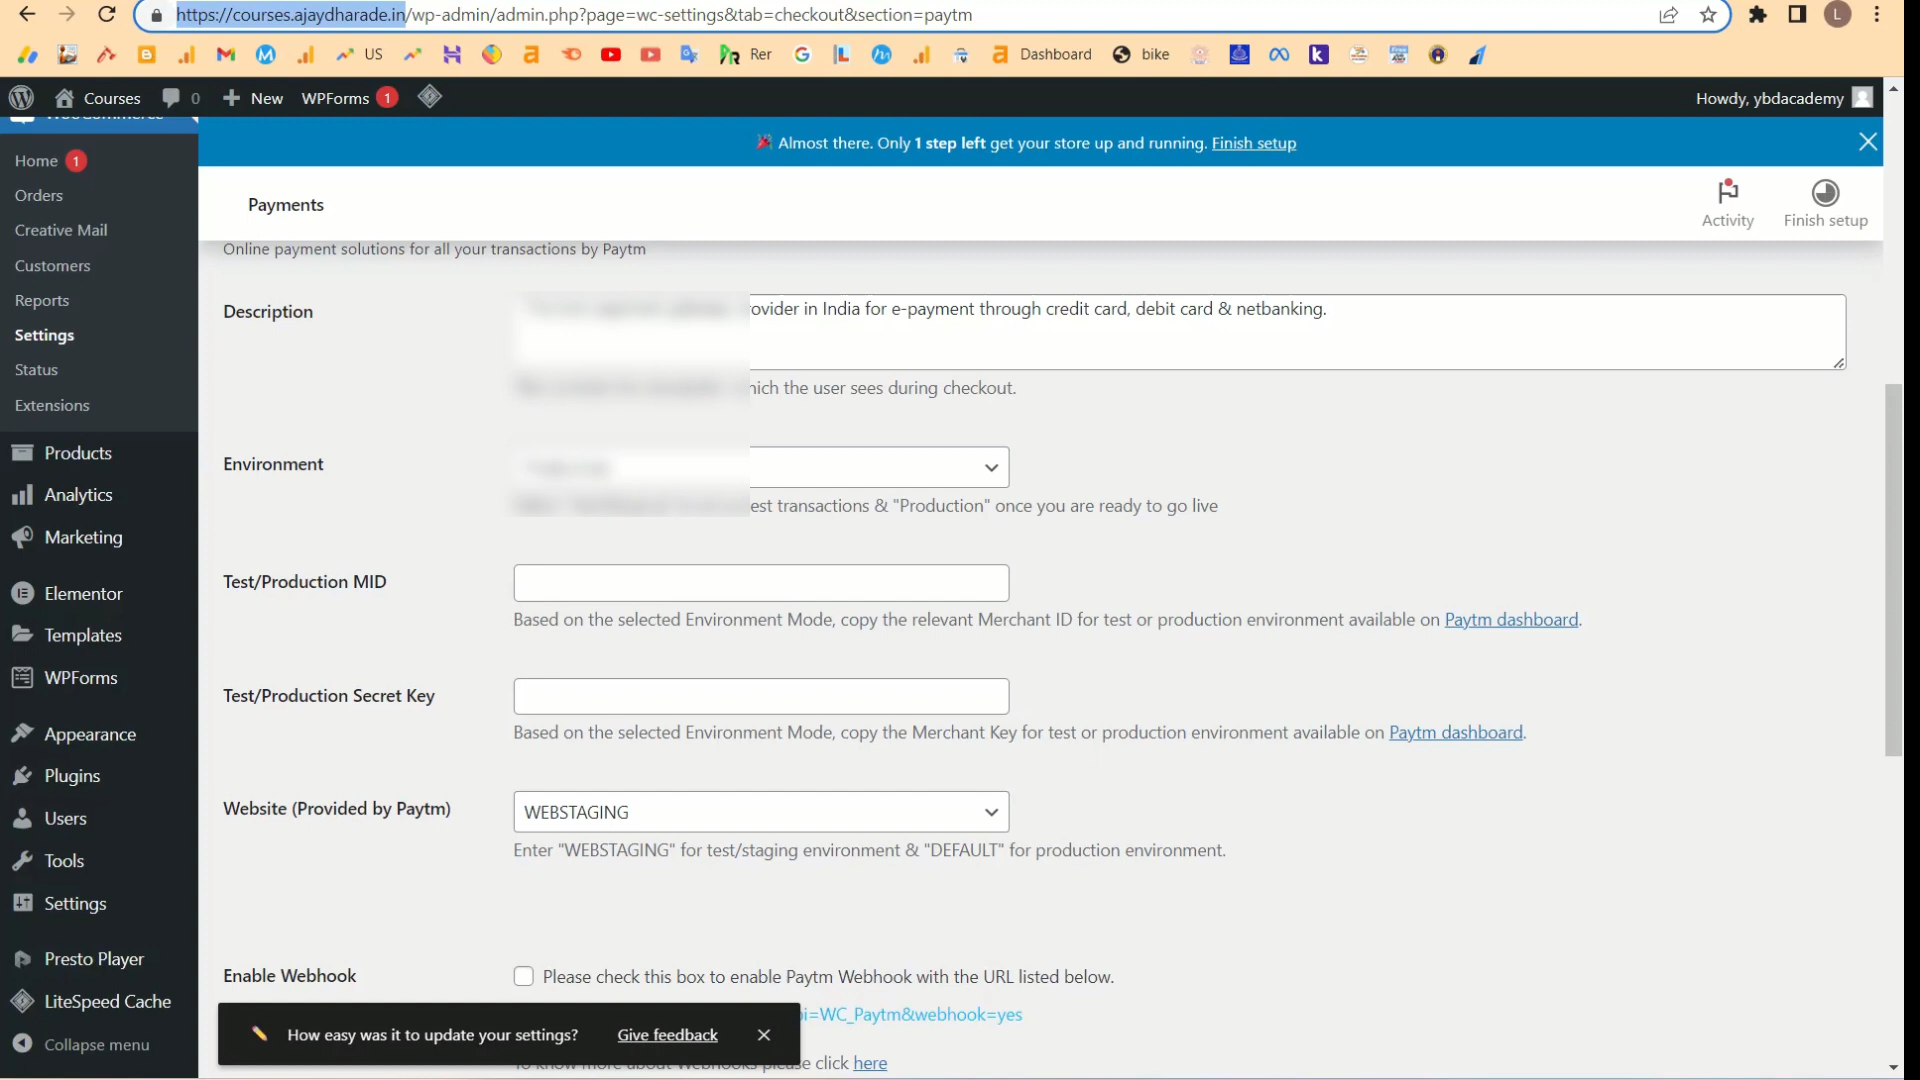 https://courses.ajaydharade.in/wp-admin/admin.php?page=wc-settings&tab=checkout&section=paytm
US
Rer
Dashboard
bike
Courses
0
New
WPForms 1
Howdy, ybdacademy
WooCommerce
Almost there. Only 1 step left get your store up and running. Finish setup
Home 1
Orders
Creative Mail
Customers
Reports
Settings
Status
Extensions
Products
Analytics
Marketing
Elementor
Templates
WPForms
Appearance
Plugins
Users
Tools
Settings
Presto Player
LiteSpeed Cache
Collapse menu
Payments
Activity
Finish setup
Online payment solutions for all your transactions by Paytm
Description
in India for e-payment through credit card, debit card & netbanking.
the user sees during checkout.
Environment
transactions & "Production" once you are ready to go live
Test/Production MID
Based on the selected Environment Mode, copy the relevant Merchant ID for test or production environment available on Paytm dashboard.
Test/Production Secret Key
Based on the selected Environment Mode, copy the Merchant Key for test or production environment available on Paytm dashboard.
Website (Provided by Paytm)
WEBSTAGING
Enter "WEBSTAGING" for test/staging environment & "DEFAULT" for production environment.
Enable Webhook
Please check this box to enable Paytm Webhook with the URL listed below.
=WC_Paytm&webhook=yes
How easy was it to update your settings? Give feedback
To know more about Webhooks please click here